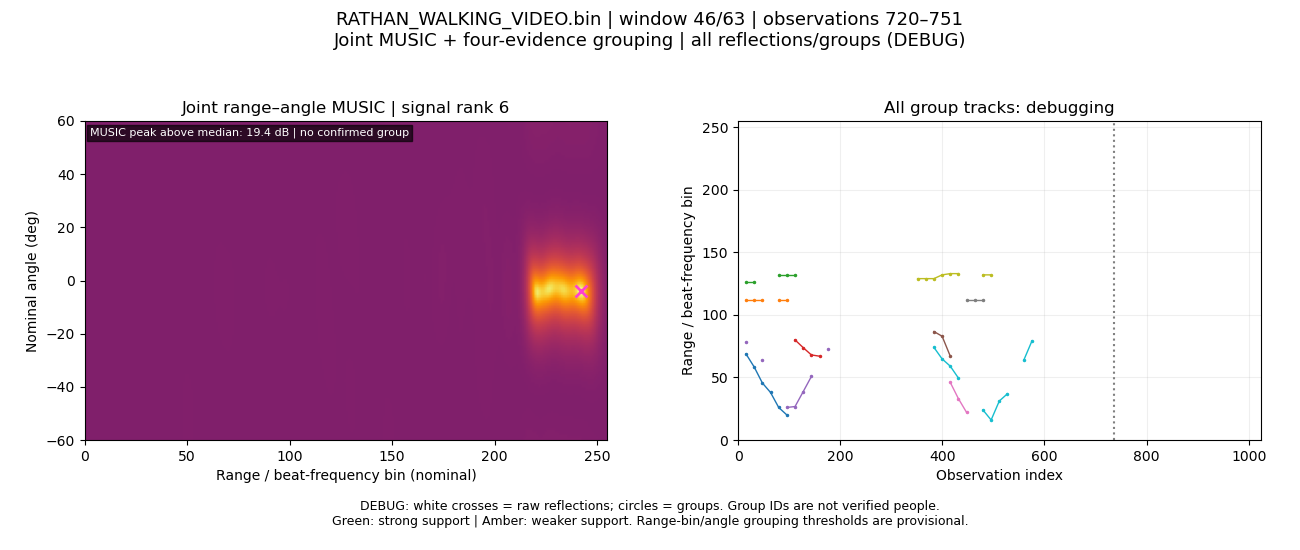 RATHAN_WALKING_VIDEO.bin | window 46/63 | observations 720–751
Joint MUSIC + four-evidence grouping | all reflections/groups (DEBUG)
Joint range–angle MUSIC | signal rank 6
MUSIC peak above median: 19.4 dB | no confirmed group
60
40
20
0
−20
−40
−60
Nominal angle (deg)
0
50
100
150
200
250
Range / beat-frequency bin (nominal)
All group tracks: debugging
250
200
150
100
50
0
Range / beat-frequency bin
0
200
400
600
800
1000
Observation index
DEBUG: white crosses = raw reflections; circles = groups. Group IDs are not verified people.
Green: strong support | Amber: weaker support. Range-bin/angle grouping thresholds are provisional.